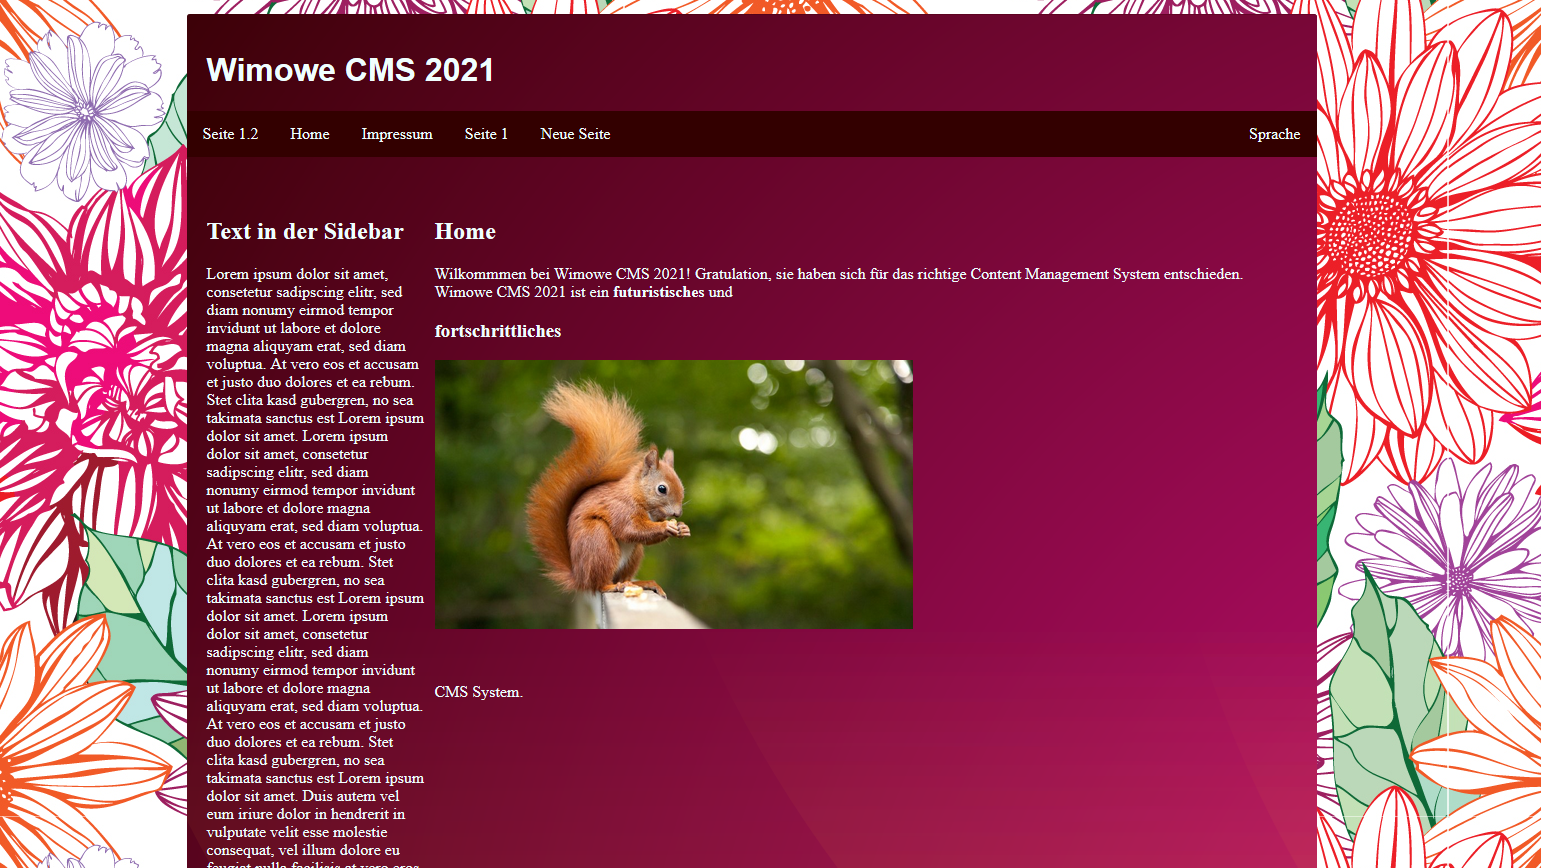 Wimowe CMS 2021
Seite 1.2 Home Impressum Seite 1 Neue Seite Sprache
Text in der Sidebar
Lorem ipsum dolor sit amet,
consetetur sadipscing elitr, sed
diam nonumy eirmod tempor
invidunt ut labore et dolore
magna aliquyam erat, sed diam
voluptua. At vero eos et accusam
et justo duo dolores et ea rebum.
Stet clita kasd gubergren, no sea
takimata sanctus est Lorem ipsum
dolor sit amet. Lorem ipsum
dolor sit amet, consetetur
sadipscing elitr, sed diam
nonumy eirmod tempor invidunt
ut labore et dolore magna
aliquyam erat, sed diam voluptua.
At vero eos et accusam et justo
duo dolores et ea rebum. Stet
clita kasd gubergren, no sea
takimata sanctus est Lorem ipsum
dolor sit amet. Lorem ipsum
dolor sit amet, consetetur
sadipscing elitr, sed diam
nonumy eirmod tempor invidunt
ut labore et dolore magna
aliquyam erat, sed diam voluptua.
At vero eos et accusam et justo
duo dolores et ea rebum. Stet
clita kasd gubergren, no sea
takimata sanctus est Lorem ipsum
dolor sit amet. Duis autem vel
eum iriure dolor in hendrerit in
vulputate velit esse molestie
consequat, vel illum dolore eu
feugiat nulla facilisis at vero eros
Home
Wilkommmen bei Wimowe CMS 2021! Gratulation, sie haben sich für das richtige Content Management System entschieden.
Wimowe CMS 2021 ist ein futuristisches und
fortschrittliches
CMS System.